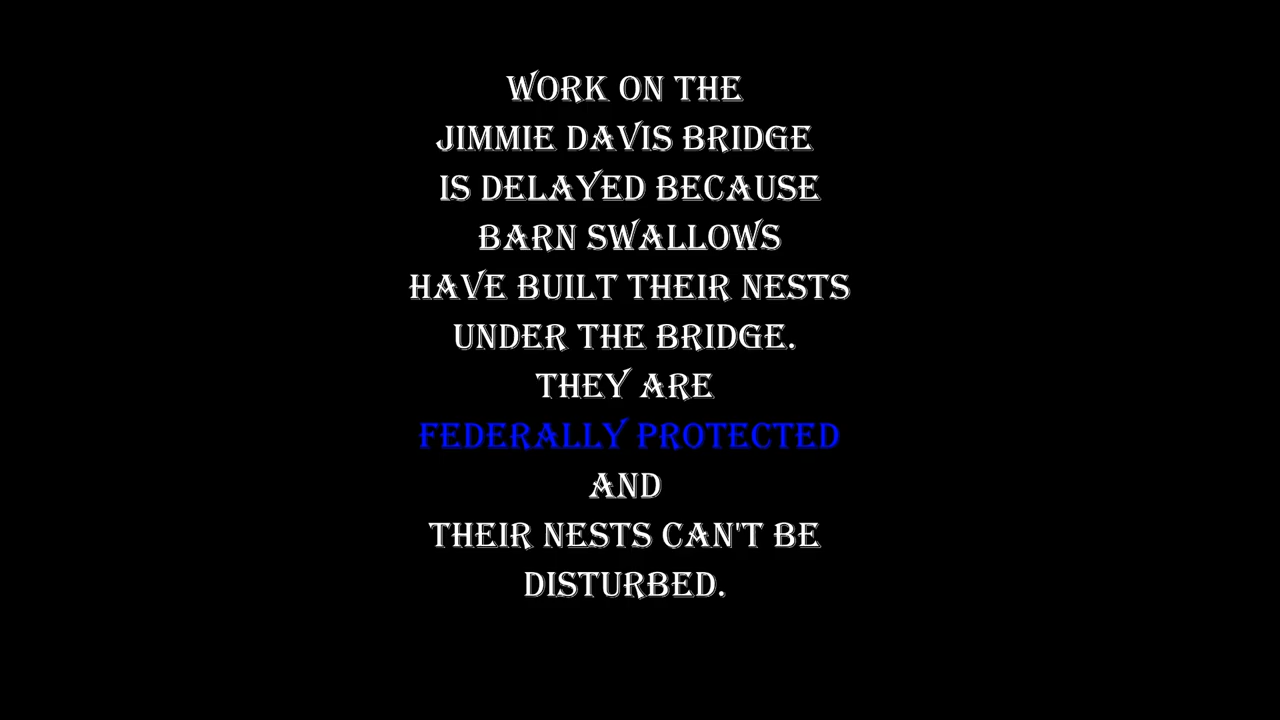 WORK ON THE
JIMMIE DAVIS BRIDGE
IS DELAYED BECAUSE
BARN SWALLOWS
HAVE BUILT THEIR NESTS
UNDER THE BRIDGE.
THEY ARE
FEDERALLY PROTECTED
AND
THEIR NESTS CAN'T BE
DISTURBED.